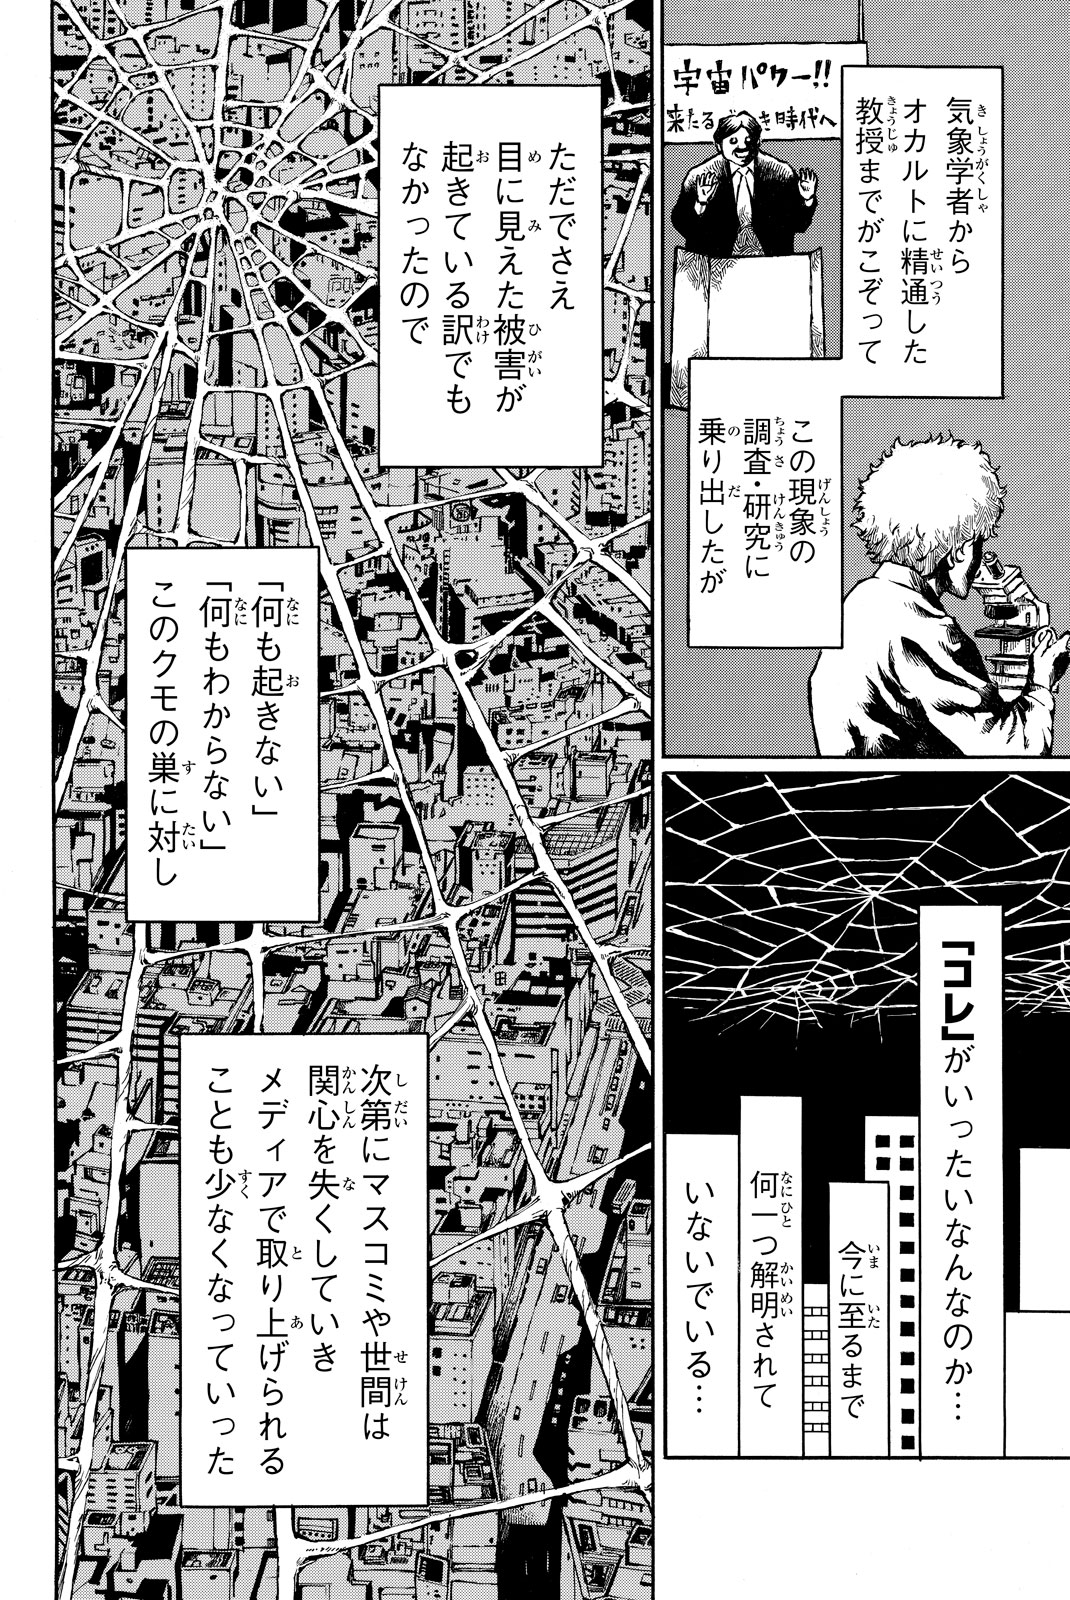 宇宙パワー!!
来たる
き時代へ
気象学者から
オカルトに精通した
教授までがこぞって
この現象の
調査・研究に
乗り出したが
「コレ」がいったいなんなのか…
今に至るまで
何一つ解明されて
いないでいる…
ただでさえ
目に見えた被害が
起きている訳でも
なかったので
「何も起きない」
「何もわからない」
このクモの巣に対し
次第にマスコミや世間は
関心を失くしていき
メディアで取り上げられる
ことも少なくなっていった